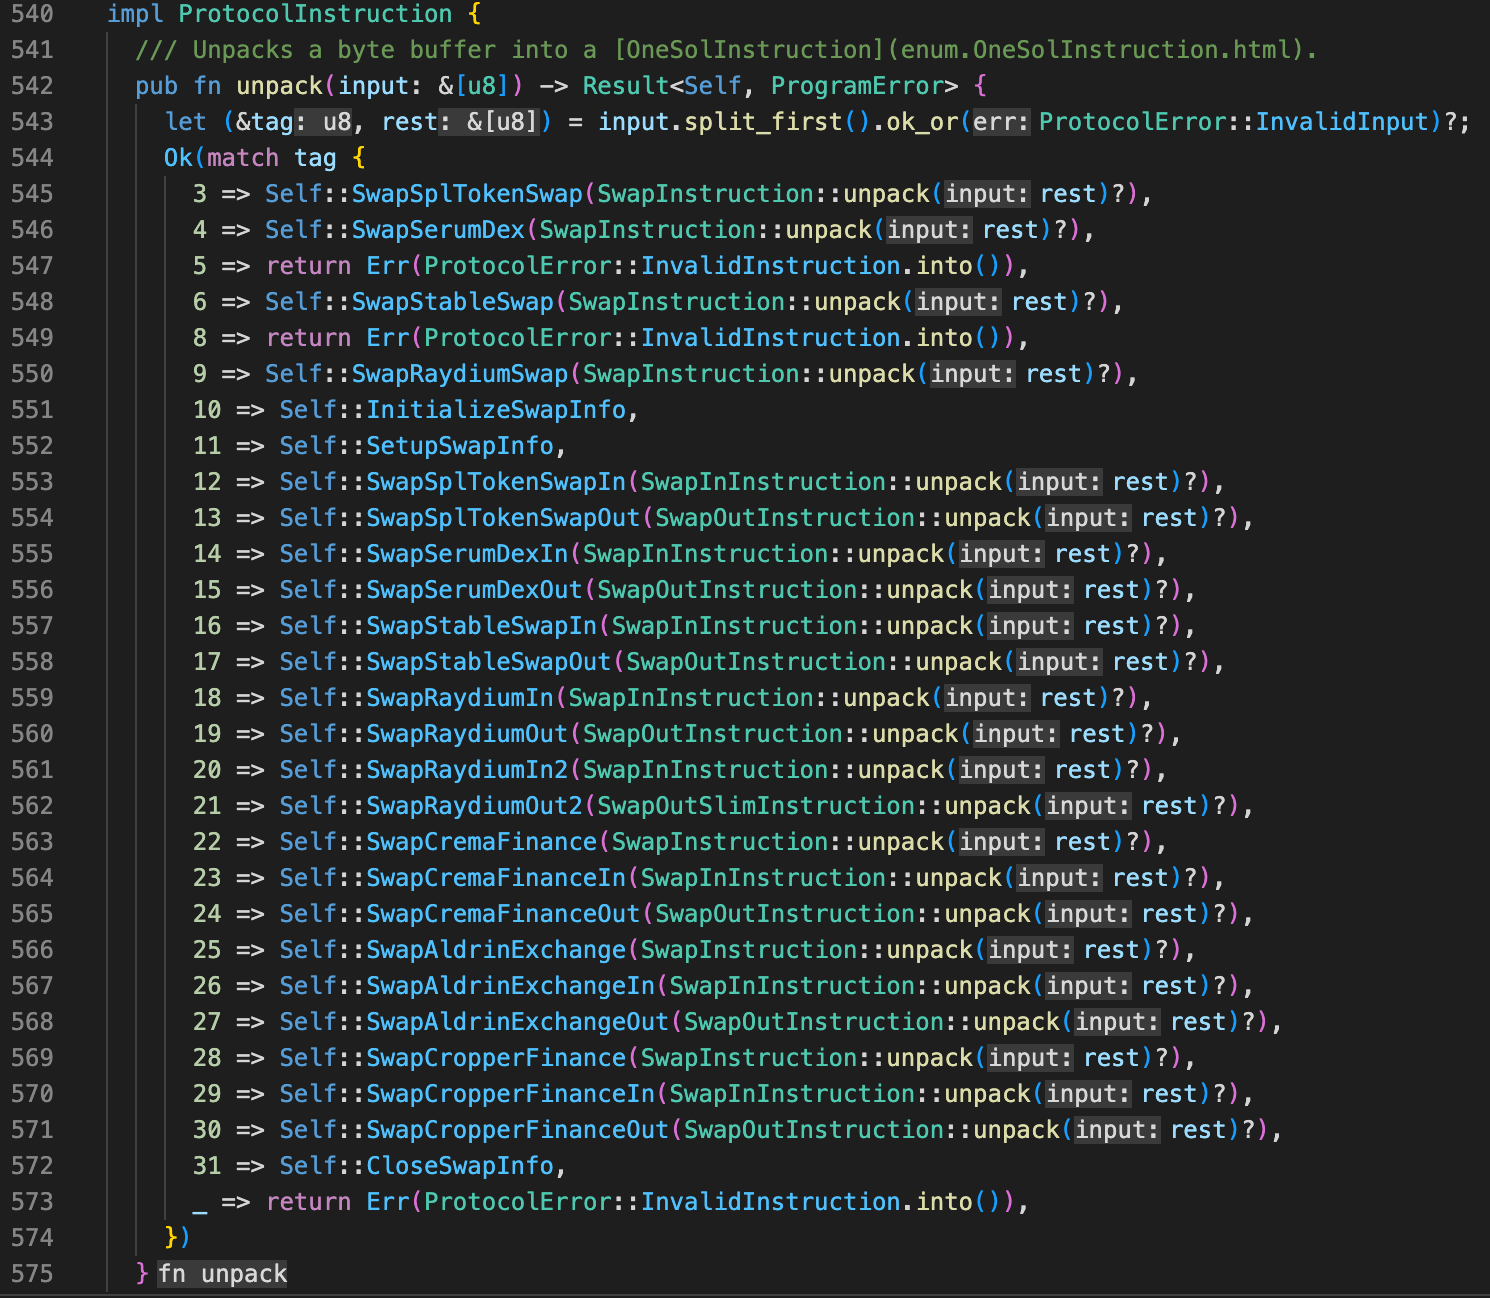 540 impl ProtocolInstruction {
541 /// Unpacks a byte buffer into a [OneSolInstruction](enum.OneSolInstruction.html).
542 pub fn unpack(input: &[u8]) -> Result<Self, ProgramError> {
543 let (&tag: u8, rest: &[u8]) = input.split_first().ok_or(err: ProtocolError::InvalidInput)?;
544 Ok(match tag {
545 3 => Self::SwapSplTokenSwap(SwapInstruction::unpack(input: rest)?),
546 4 => Self::SwapSerumDex(SwapInstruction::unpack(input: rest)?),
547 5 => return Err(ProtocolError::InvalidInstruction.into()),
548 6 => Self::SwapStableSwap(SwapInstruction::unpack(input: rest)?),
549 8 => return Err(ProtocolError::InvalidInstruction.into()),
550 9 => Self::SwapRaydiumSwap(SwapInstruction::unpack(input: rest)?),
551 10 => Self::InitializeSwapInfo,
552 11 => Self::SetupSwapInfo,
553 12 => Self::SwapSplTokenSwapIn(SwapInInstruction::unpack(input: rest)?),
554 13 => Self::SwapSplTokenSwapOut(SwapOutInstruction::unpack(input: rest)?),
555 14 => Self::SwapSerumDexIn(SwapInInstruction::unpack(input: rest)?),
556 15 => Self::SwapSerumDexOut(SwapOutInstruction::unpack(input: rest)?),
557 16 => Self::SwapStableSwapIn(SwapInInstruction::unpack(input: rest)?),
558 17 => Self::SwapStableSwapOut(SwapOutInstruction::unpack(input: rest)?),
559 18 => Self::SwapRaydiumIn(SwapInInstruction::unpack(input: rest)?),
560 19 => Self::SwapRaydiumOut(SwapOutInstruction::unpack(input: rest)?),
561 20 => Self::SwapRaydiumIn2(SwapInInstruction::unpack(input: rest)?),
562 21 => Self::SwapRaydiumOut2(SwapOutSlimInstruction::unpack(input: rest)?),
563 22 => Self::SwapCremaFinance(SwapInstruction::unpack(input: rest)?),
564 23 => Self::SwapCremaFinanceIn(SwapInInstruction::unpack(input: rest)?),
565 24 => Self::SwapCremaFinanceOut(SwapOutInstruction::unpack(input: rest)?),
566 25 => Self::SwapAldrinExchange(SwapInstruction::unpack(input: rest)?),
567 26 => Self::SwapAldrinExchangeIn(SwapInInstruction::unpack(input: rest)?),
568 27 => Self::SwapAldrinExchangeOut(SwapOutInstruction::unpack(input: rest)?),
569 28 => Self::SwapCropperFinance(SwapInstruction::unpack(input: rest)?),
570 29 => Self::SwapCropperFinanceIn(SwapInInstruction::unpack(input: rest)?),
571 30 => Self::SwapCropperFinanceOut(SwapOutInstruction::unpack(input: rest)?),
572 31 => Self::CloseSwapInfo,
573 _ => return Err(ProtocolError::InvalidInstruction.into()),
574 })
575 } fn unpack